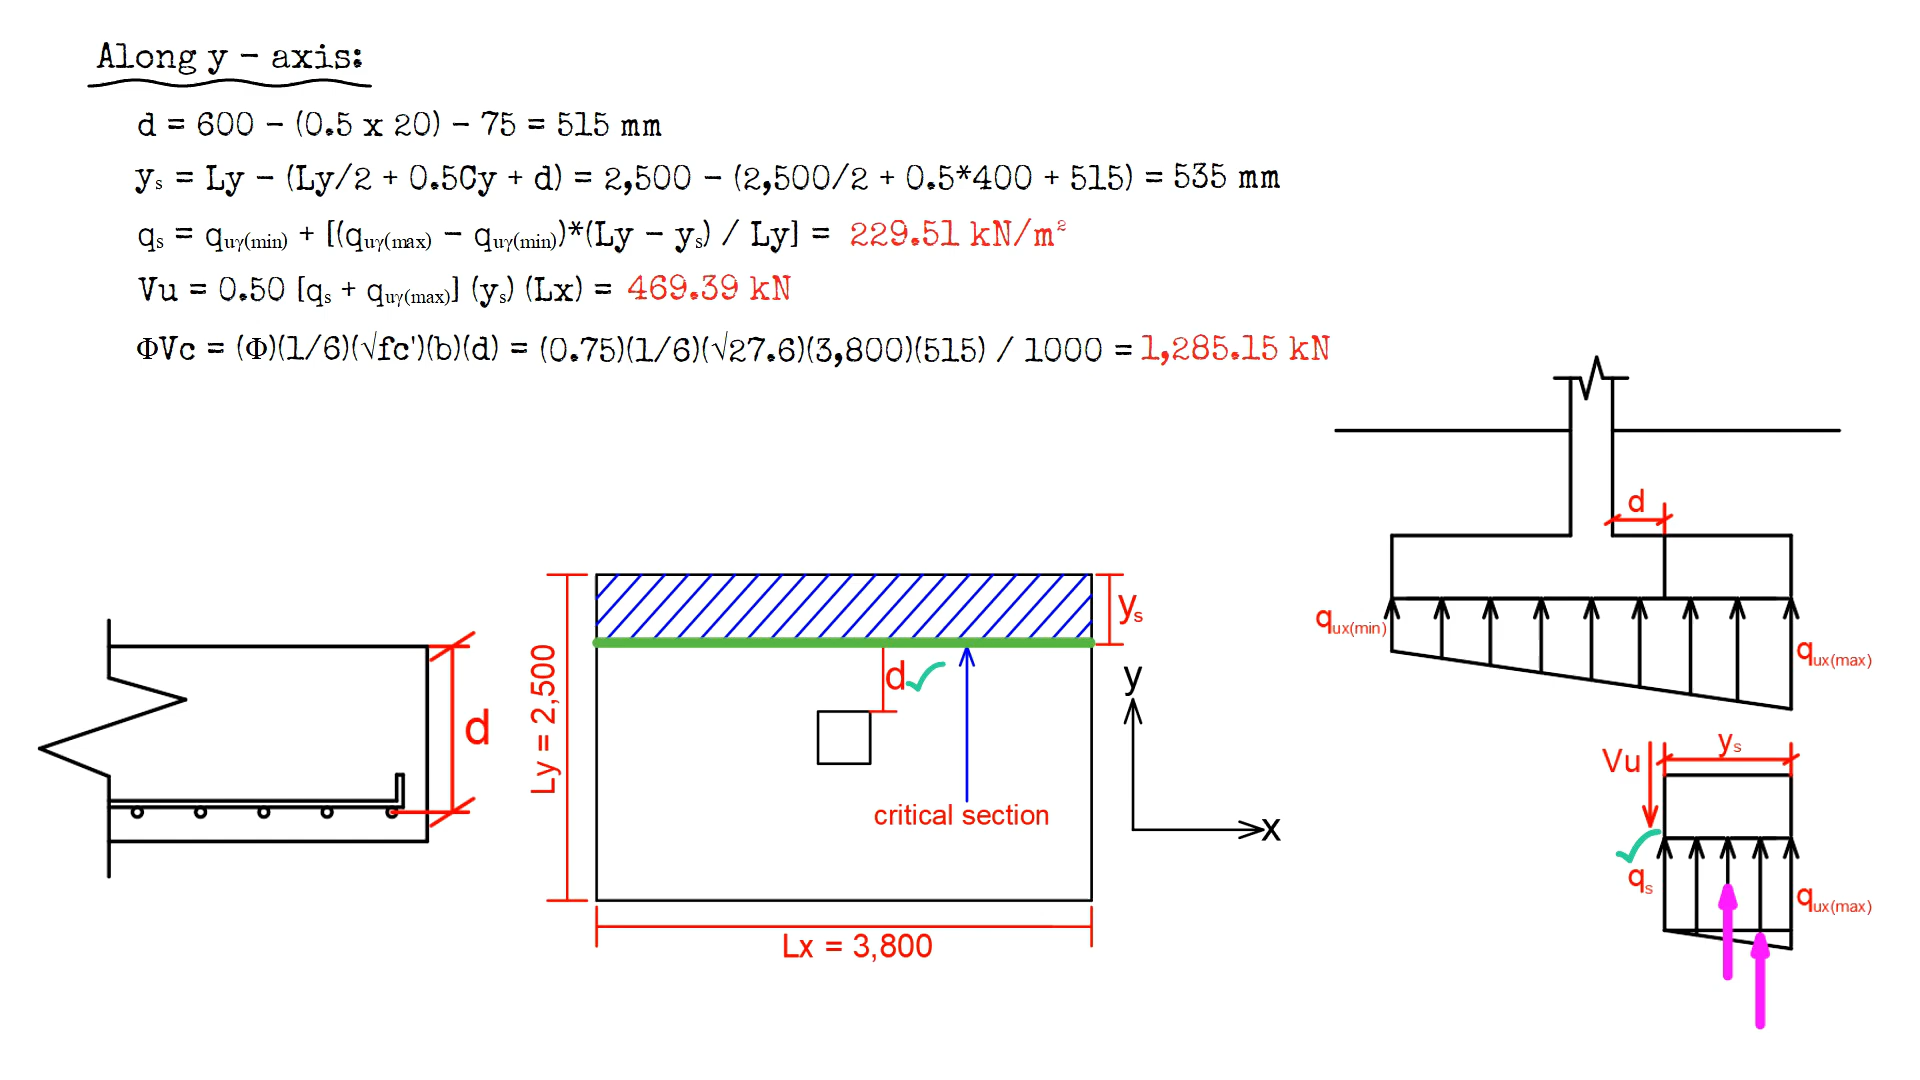 Along y - axis:
d = 600 - (0.5 x 20) - 75 = 515 mm
ys = Ly - (Ly/2 + 0.5Cy + d) = 2,500 - (2,500/2 + 0.5*400 + 515) = 535 mm
qs = quγ(min) + [(quγ(max) - quγ(min))*(Ly - ys) / Ly] = 229.51 kN/m²
Vu = 0.50 [qs + quγ(max)] (ys) (Lx) = 469.39 kN
ΦVc = (Φ)(1/6)(√fc')(b)(d) = (0.75)(1/6)(√27.6)(3,800)(515) / 1000 = 1,285.15 kN
d
qux(min)
qux(max)
d
Ly = 2,500
ys
d
critical section
Lx = 3,800
y
x
Vu
ys
qs
qux(max)